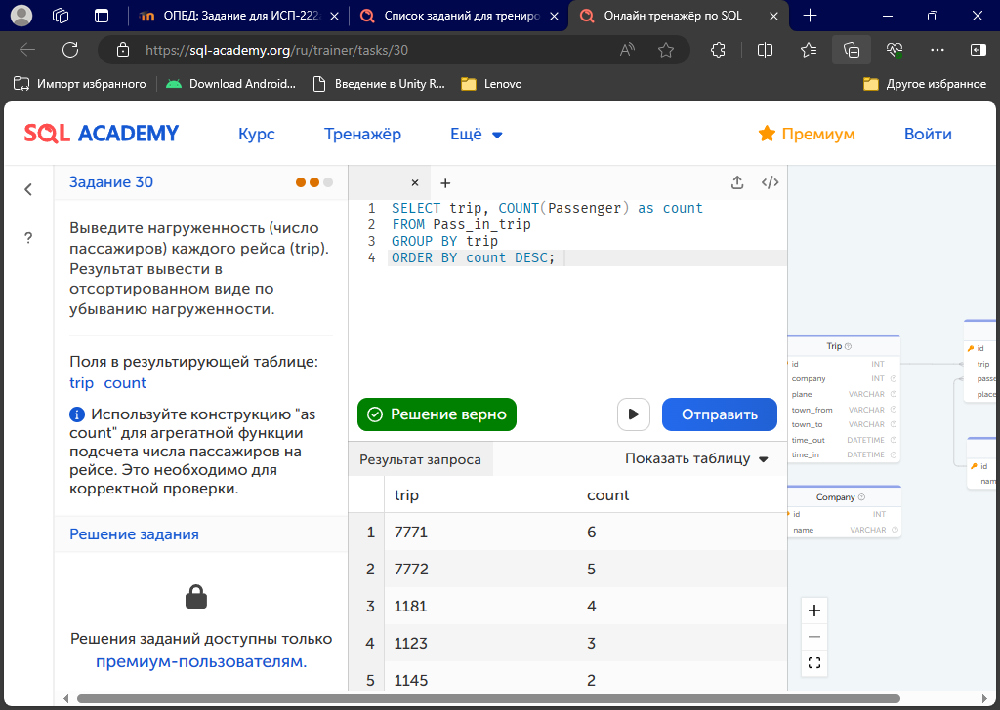 ОПБД: Задание для ИСП-222
Список заданий для трениро
Онлайн тренажёр по SQL
https://sql-academy.org/ru/trainer/tasks/30
Импорт избранного
Download Android...
Введение в Unity R...
Lenovo
Другое избранное
SQL ACADEMY
Курс
Тренажёр
Ещё
Премиум
Войти
Задание 30
?
Выведите нагруженность (число
пассажиров) каждого рейса (trip).
Результат вывести в
отсортированном виде по
убыванию нагруженности.
Поля в результирующей таблице:
trip count
Используйте конструкцию "as
count" для агрегатной функции
подсчета числа пассажиров на
рейсе. Это необходимо для
корректной проверки.
Решение задания
Решения заданий доступны только
премиум-пользователям.
1 SELECT trip, COUNT(Passenger) as count
2 FROM Pass_in_trip
3 GROUP BY trip
4 ORDER BY count DESC;
Решение верно
Отправить
Результат запроса
Показать таблицу
trip count
1 7771 6
2 7772 5
3 1181 4
4 1123 3
5 1145 2
Trip
id INT
company INT
plane VARCHAR
town_from VARCHAR
town_to VARCHAR
time_out DATETIME
time_in DATETIME
Company
id INT
name VARCHAR
id
trip
passe
place
id
nam